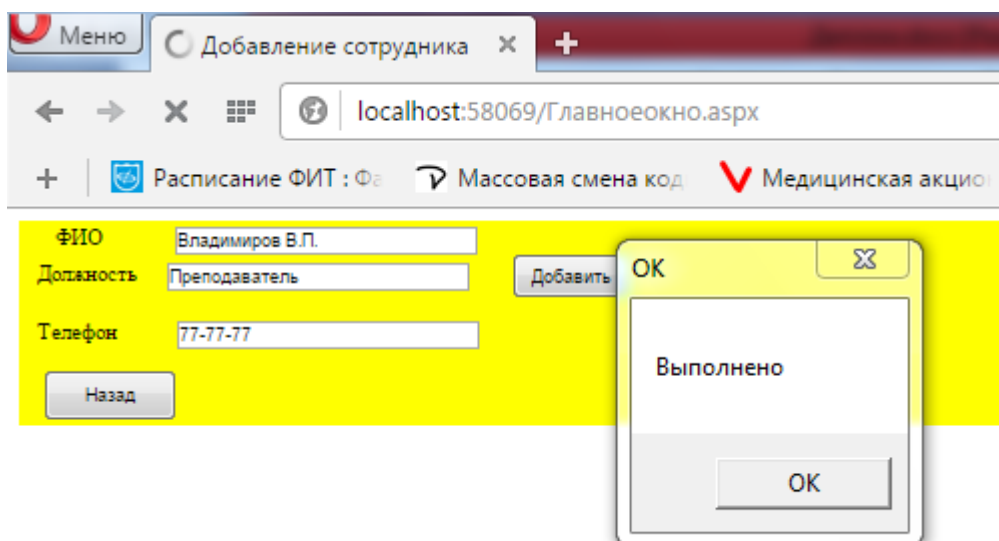 Меню
Добавление сотрудника
localhost:58069/Главноеокно.aspx
Расписание ФИТ : Фа
Массовая смена код
Медицинская акцио
ФИО
Владимиров В.П.
Должность
Преподаватель
Добавить
Телефон
77-77-77
Назад
OK
Выполнено
OK